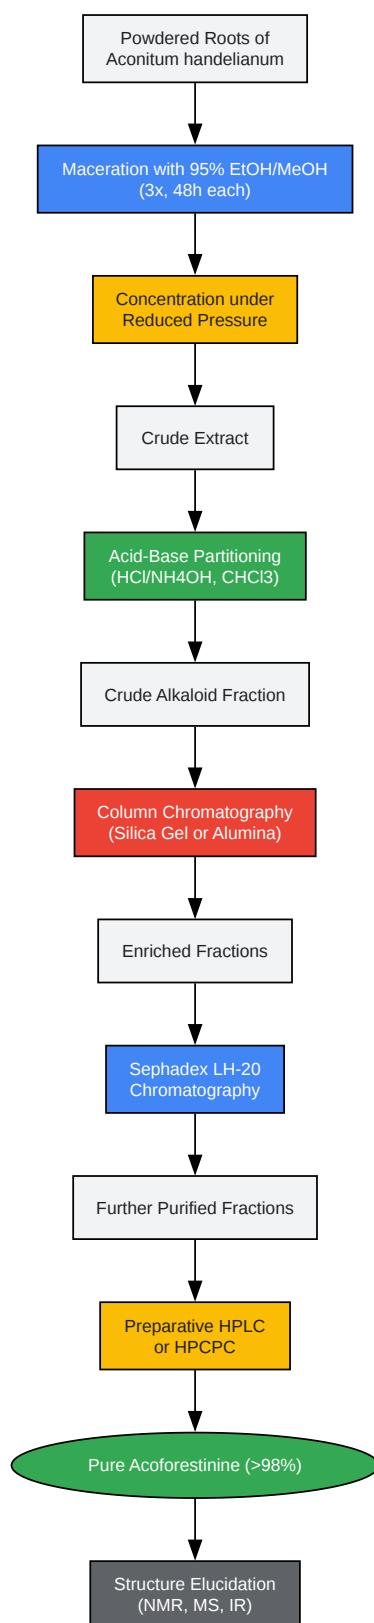 Powdered Roots of
Aconitum handelianum
Maceration with 95% EtOH/MeOH
(3x, 48h each)
Concentration under
Reduced Pressure
Crude Extract
Acid-Base Partitioning
(HCl/NH4OH, CHCl3)
Crude Alkaloid Fraction
Column Chromatography
(Silica Gel or Alumina)
Enriched Fractions
Sephadex LH-20
Chromatography
Further Purified Fractions
Preparative HPLC
or HPCPC
Pure Acoforestinine (>98%)
Structure Elucidation
(NMR, MS, IR)